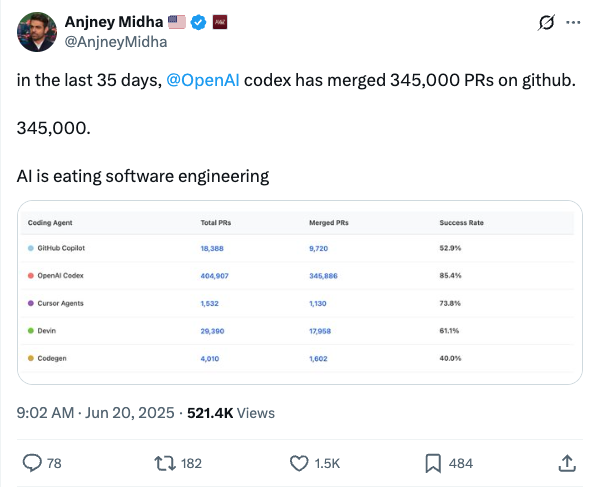 Anjney Midha
@AnjneyMidha
in the last 35 days, @OpenAI codex has merged 345,000 PRs on github.
345,000.
AI is eating software engineering
Coding Agent Total PRs Merged PRs Success Rate
GitHub Copilot 18,388 9,720 52.9%
OpenAI Codex 404,907 345,886 85.4%
Cursor Agents 1,532 1,130 73.8%
Devin 29,390 17,958 61.1%
Codegen 4,010 1,602 40.0%
9:02 AM · Jun 20, 2025 · 521.4K Views
78 182 1.5K 484